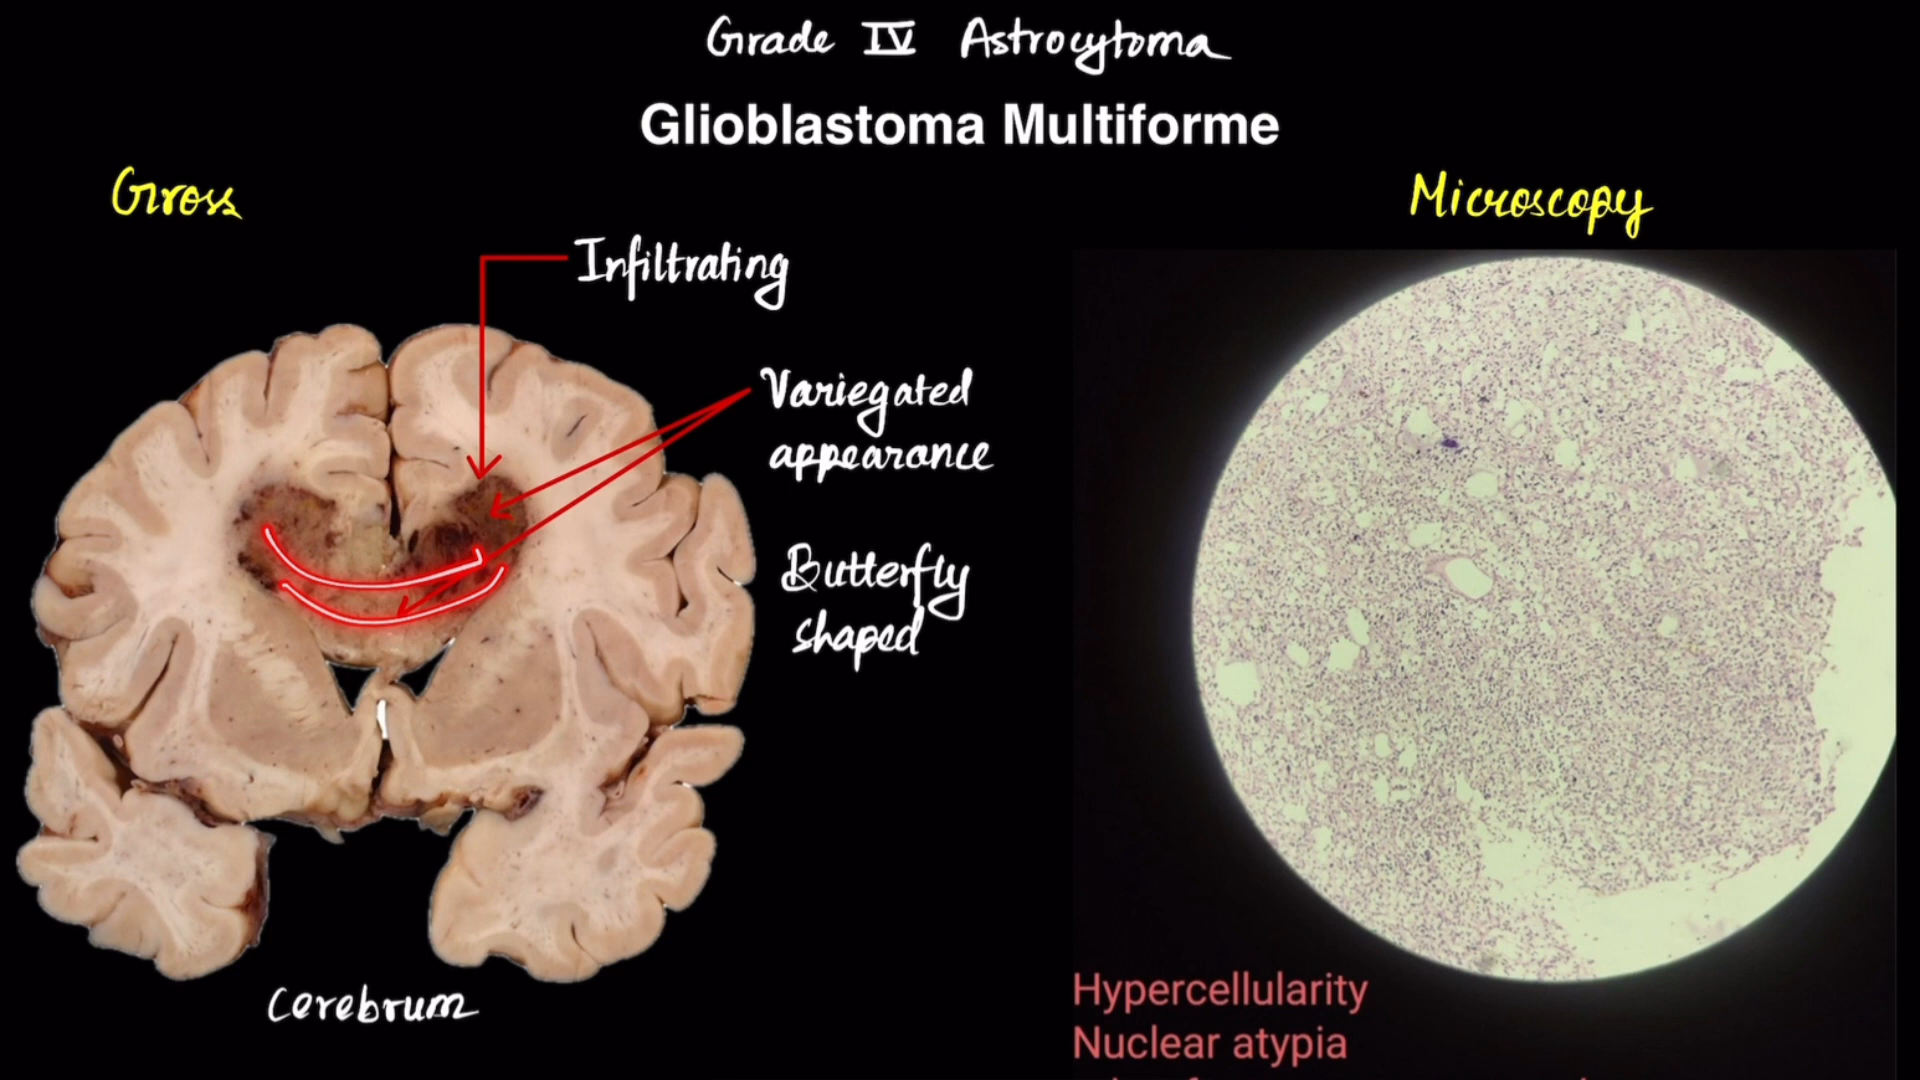 Grade IV Astrocytoma
Glioblastoma Multiforme
Gross
Microscopy
Infiltrating
Variegated
appearance
Butterfly
shaped
Cerebrum
Hypercellularity
Nuclear atypia